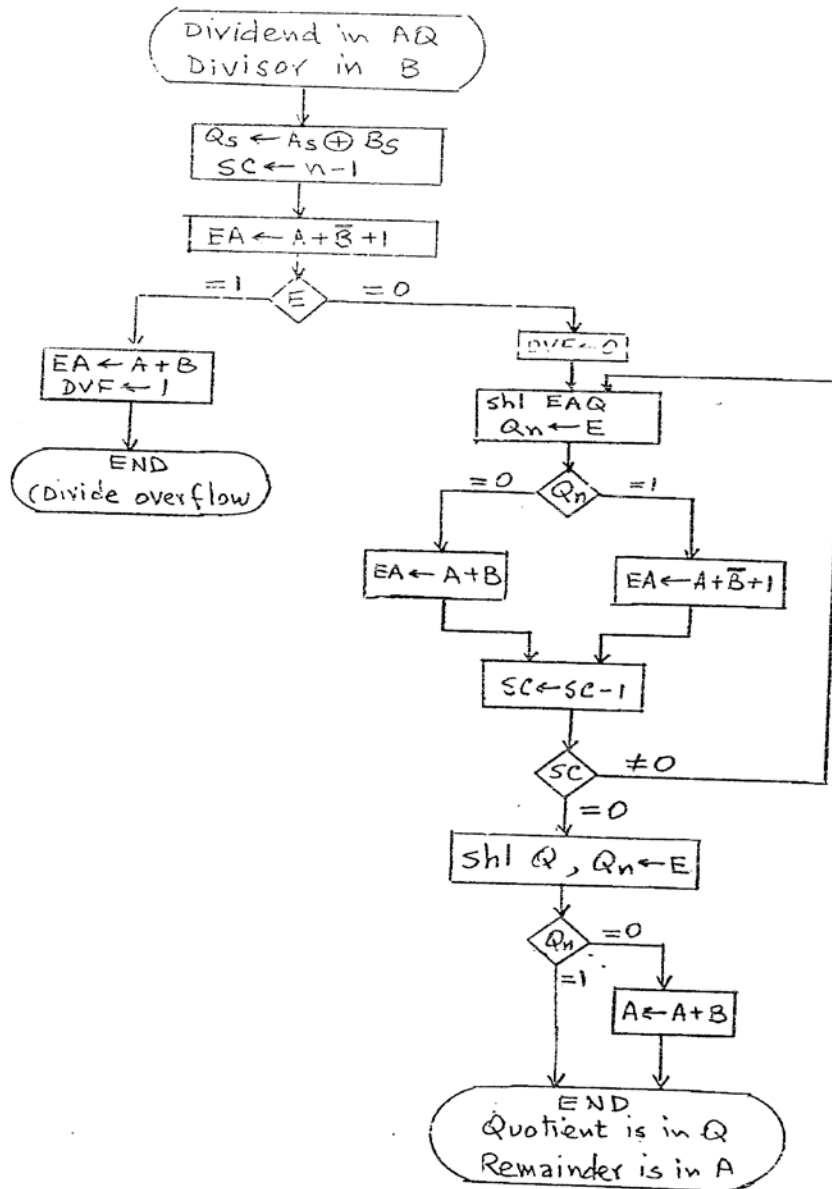 Dividend in AQ
Divisor in B
Qs ← As ⊕ Bs
SC ← n-1
EA ← A + B̅ + 1
=1
E
=0
EA ← A + B
DVF ← 1
END
(Divide overflow
DVF ← 0
shl EAQ
Qn ← E
=0
Qn
=1
EA ← A+B
EA ← A+B̅+1
SC ← SC-1
SC
≠0
=0
Shl Q, Qn ← E
Qn
=0
=1
A ← A+B
END
Quotient is in Q
Remainder is in A